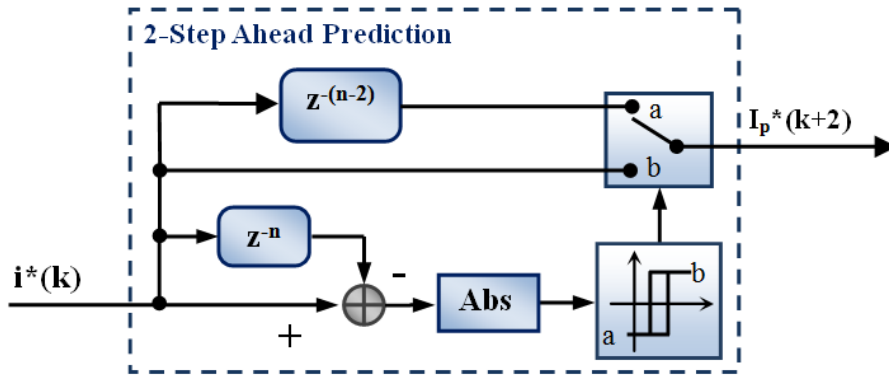 2-Step Ahead Prediction
z-(n-2)
a
Ip*(k+2)
b
z-n
i*(k)
-
Abs
b
a
+